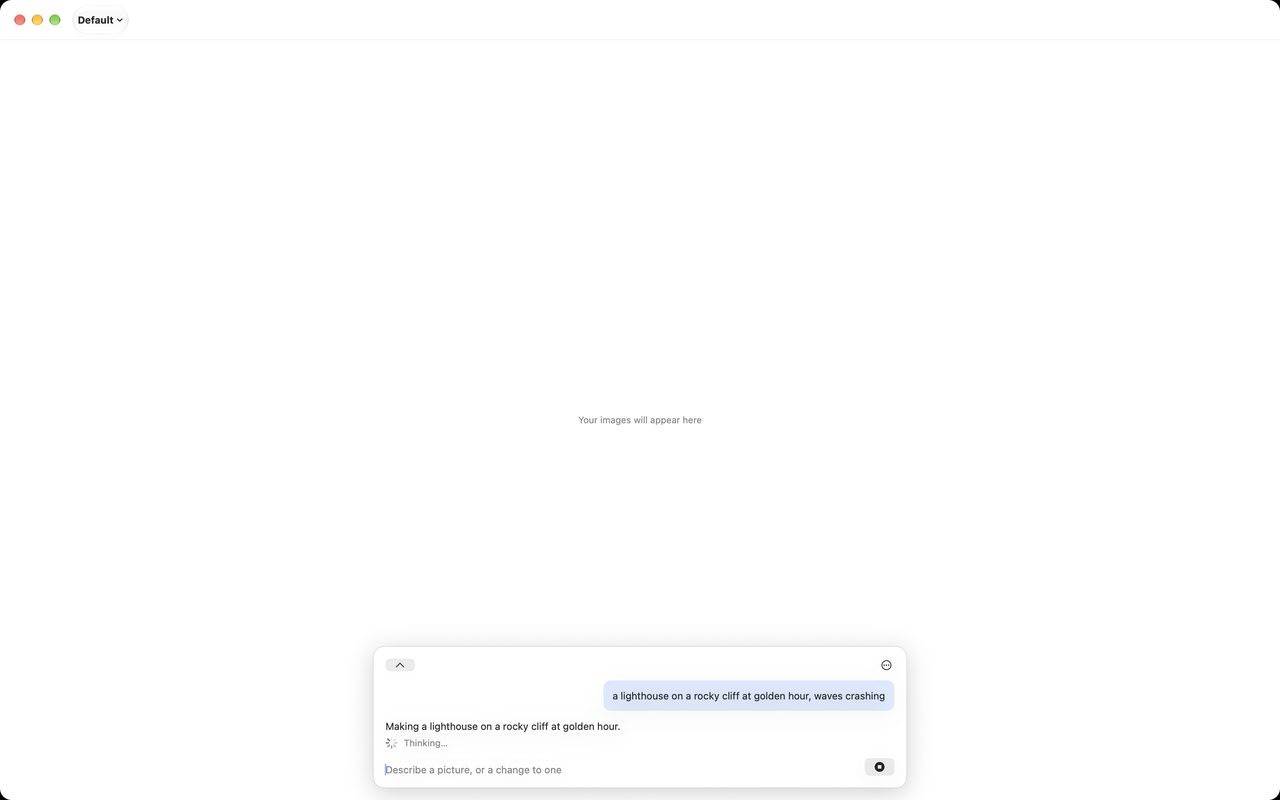 Default
Your images will appear here
a lighthouse on a rocky cliff at golden hour, waves crashing
Making a lighthouse on a rocky cliff at golden hour.
Thinking...
Describe a picture, or a change to one